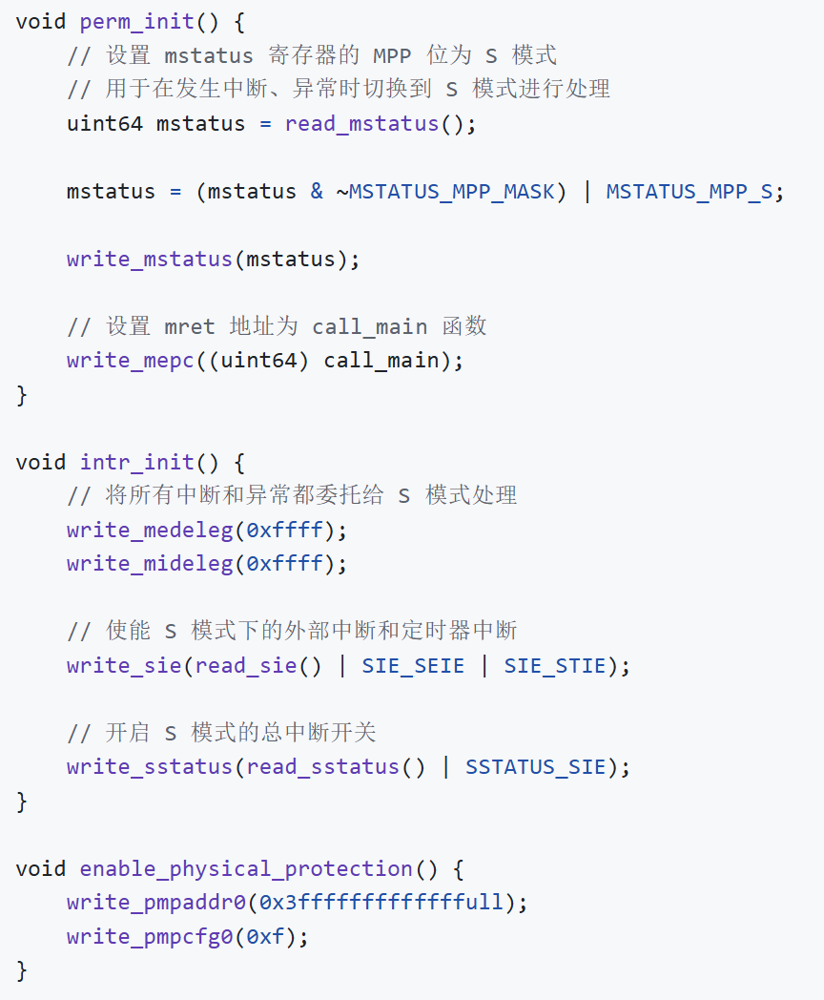 void perm_init() {
    // 设置 mstatus 寄存器的 MPP 位为 S 模式
    // 用于在发生中断、异常时切换到 S 模式进行处理
    uint64 mstatus = read_mstatus();
    mstatus = (mstatus & ~MSTATUS_MPP_MASK) | MSTATUS_MPP_S;
    write_mstatus(mstatus);
    // 设置 mret 地址为 call_main 函数
    write_mepc((uint64) call_main);
}
void intr_init() {
    // 将所有中断和异常都委托给 S 模式处理
    write_medeleg(0xffff);
    write_mideleg(0xffff);
    // 使能 S 模式下的外部中断和定时器中断
    write_sie(read_sie() | SIE_SEIE | SIE_STIE);
    // 开启 S 模式的总中断开关
    write_sstatus(read_sstatus() | SSTATUS_SIE);
}
void enable_physical_protection() {
    write_pmpaddr0(0x3fffffffffffffull);
    write_pmpcfg0(0xf);
}